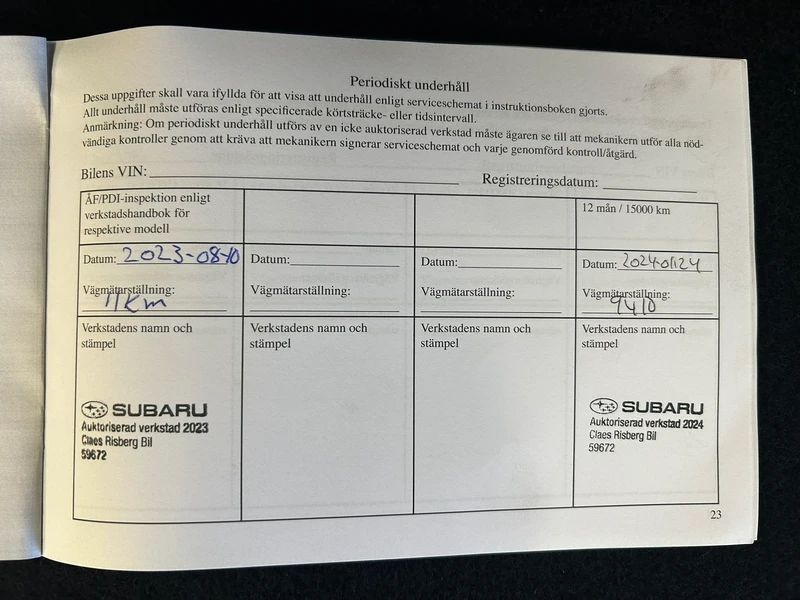 Periodiskt underhåll
Dessa uppgifter skall vara ifyllda för att visa att underhåll enligt serviceschemat i instruktionsboken gjorts.
Allt underhåll måste utföras enligt specificerade körtsträcke- eller tidsintervall.
Anmärkning: Om periodiskt underhåll utförs av en icke auktoriserad verkstad måste ägaren se till att mekanikern utför alla nöd-
vändiga kontroller genom att kräva att mekanikern signerar serviceschemat och varje genomförd kontroll/åtgärd.
Bilens VIN:
Registreringsdatum:
ÅF/PDI-inspektion enligt
verkstadshandbok för
respektive modell
12 mån / 15000 km
Datum: 2023-08-10
Datum:
Datum:
Datum: 20240124
Vägmätarställning:
11km
Vägmätarställning:
Vägmätarställning:
Vägmätarställning:
9410
Verkstadens namn och
stämpel
Verkstadens namn och
stämpel
Verkstadens namn och
stämpel
Verkstadens namn och
stämpel
SUBARU
Auktoriserad verkstad 2023
Claes Risberg Bil
59672
SUBARU
Auktoriserad verkstad 2024
Claes Risberg Bil
59672
23